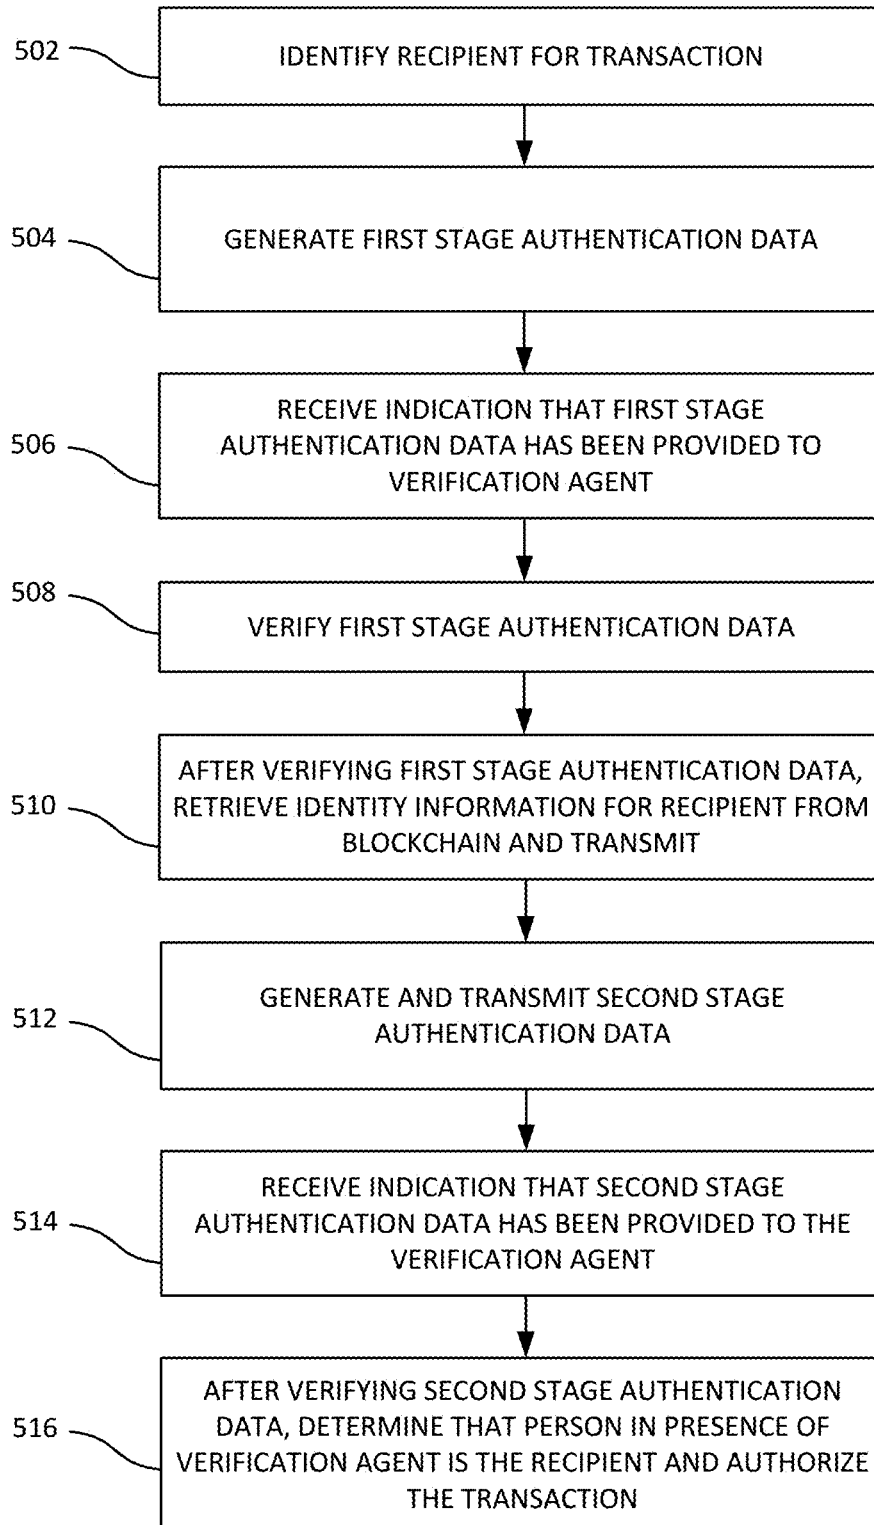 502
IDENTIFY RECIPIENT FOR TRANSACTION
504
GENERATE FIRST STAGE AUTHENTICATION DATA
506
RECEIVE INDICATION THAT FIRST STAGE
AUTHENTICATION DATA HAS BEEN PROVIDED TO
VERIFICATION AGENT
508
VERIFY FIRST STAGE AUTHENTICATION DATA
510
AFTER VERIFYING FIRST STAGE AUTHENTICATION DATA,
RETRIEVE IDENTITY INFORMATION FOR RECIPIENT FROM
BLOCKCHAIN AND TRANSMIT
512
GENERATE AND TRANSMIT SECOND STAGE
AUTHENTICATION DATA
514
RECEIVE INDICATION THAT SECOND STAGE
AUTHENTICATION DATA HAS BEEN PROVIDED TO THE
VERIFICATION AGENT
516
AFTER VERIFYING SECOND STAGE AUTHENTICATION
DATA, DETERMINE THAT PERSON IN PRESENCE OF
VERIFICATION AGENT IS THE RECIPIENT AND AUTHORIZE
THE TRANSACTION